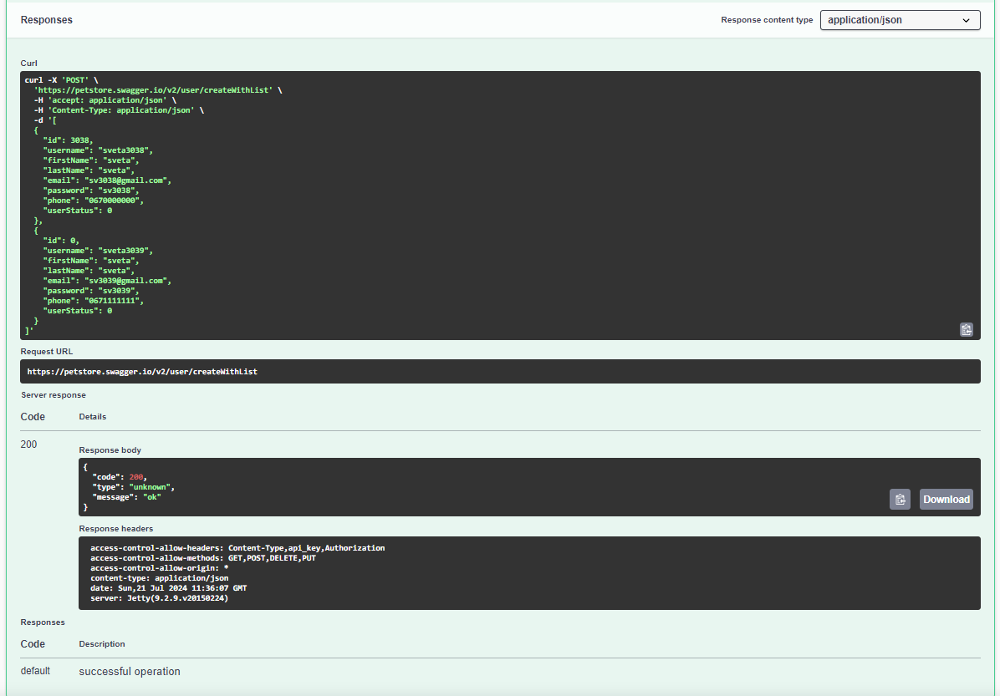 Responses
Response content type
application/json
Curl
curl -X 'POST' \
  'https://petstore.swagger.io/v2/user/createWithList' \
  -H 'accept: application/json' \
  -H 'Content-Type: application/json' \
  -d '[
  {
    "id": 3038,
    "username": "sveta3038",
    "firstName": "sveta",
    "lastName": "sveta",
    "email": "sv3038@gmail.com",
    "password": "sv3038",
    "phone": "0670000000",
    "userStatus": 0
  },
  {
    "id": 0,
    "username": "sveta3039",
    "firstName": "sveta",
    "lastName": "sveta",
    "email": "sv3039@gmail.com",
    "password": "sv3039",
    "phone": "0671111111",
    "userStatus": 0
  }
]'
Request URL
https://petstore.swagger.io/v2/user/createWithList
Server response
Code Details
200
Response body
{
  "code": 200,
  "type": "unknown",
  "message": "ok"
}
Download
Response headers
access-control-allow-headers: Content-Type,api_key,Authorization
access-control-allow-methods: GET,POST,DELETE,PUT
access-control-allow-origin: *
content-type: application/json
date: Sun,21 Jul 2024 11:36:07 GMT
server: Jetty(9.2.9.v20150224)
Responses
Code Description
default successful operation